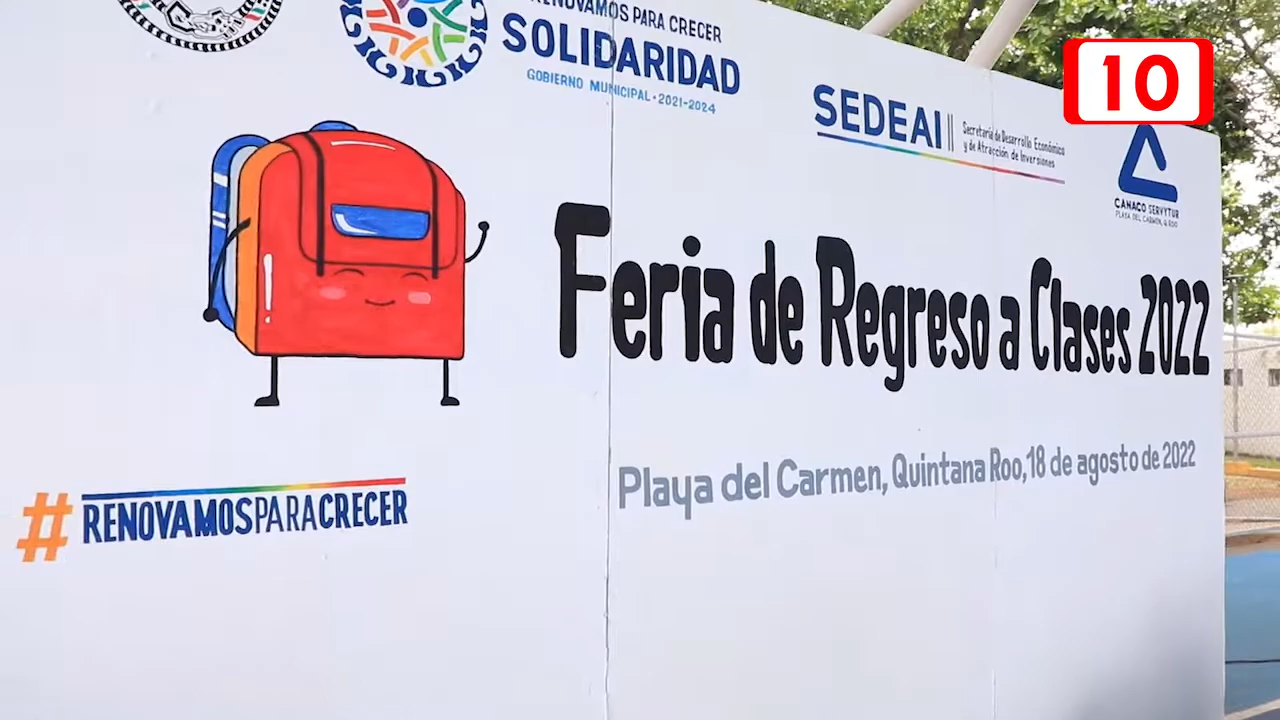 RENOVAMOS PARA CRECER
SOLIDARIDAD
GOBIERNO MUNICIPAL · 2021-2024
SEDEAI
Secretaría de Desarrollo Económico
y de Atracción de Inversiones
10
CANACO SERVYTUR
PLAYA DEL CARMEN, Q. ROO
Feria de Regreso a Clases 2022
Playa del Carmen, Quintana Roo, 18 de agosto de 2022
#RENOVAMOSPARACRECER